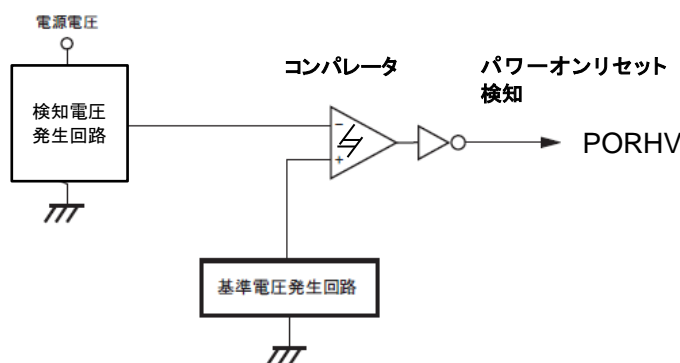 電源電圧
検知電圧
発生回路
コンパレータ
パワーオンリセット
検知
−
+
PORHV
基準電圧発生回路